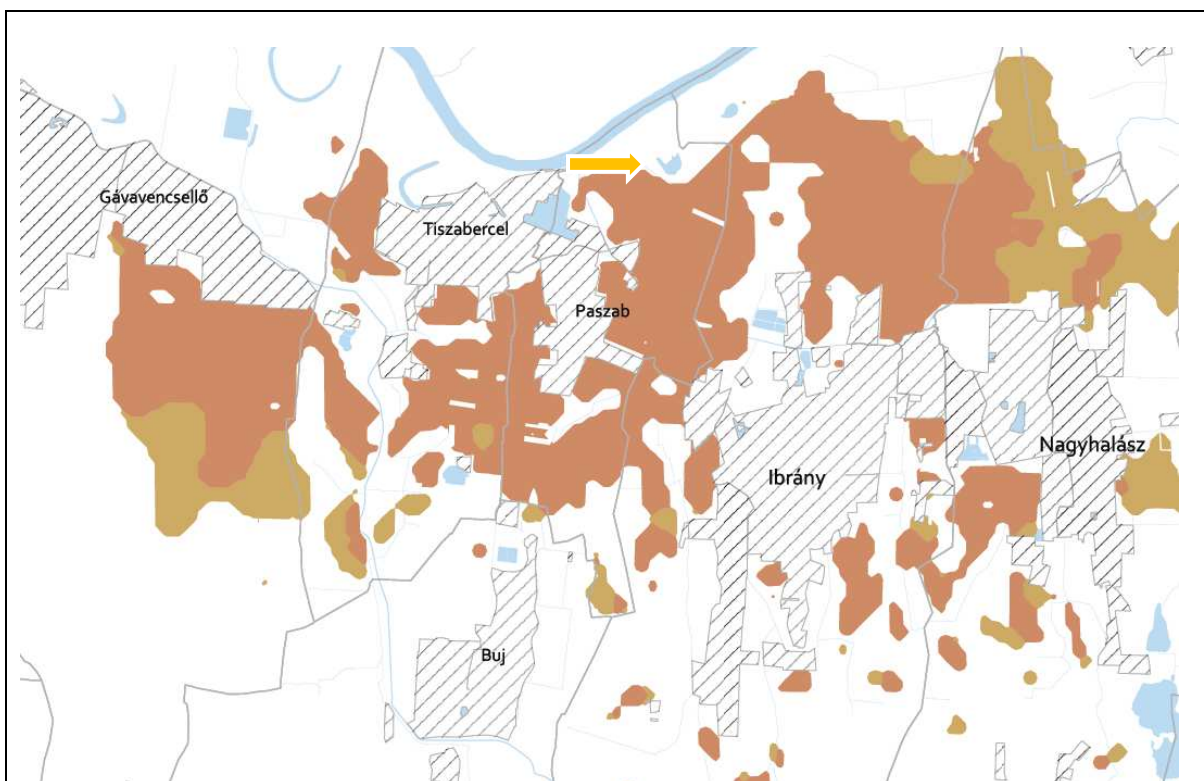 Gávavencsellő
Tiszabercel
Paszab
Ibrány
Nagyhalász
Buj